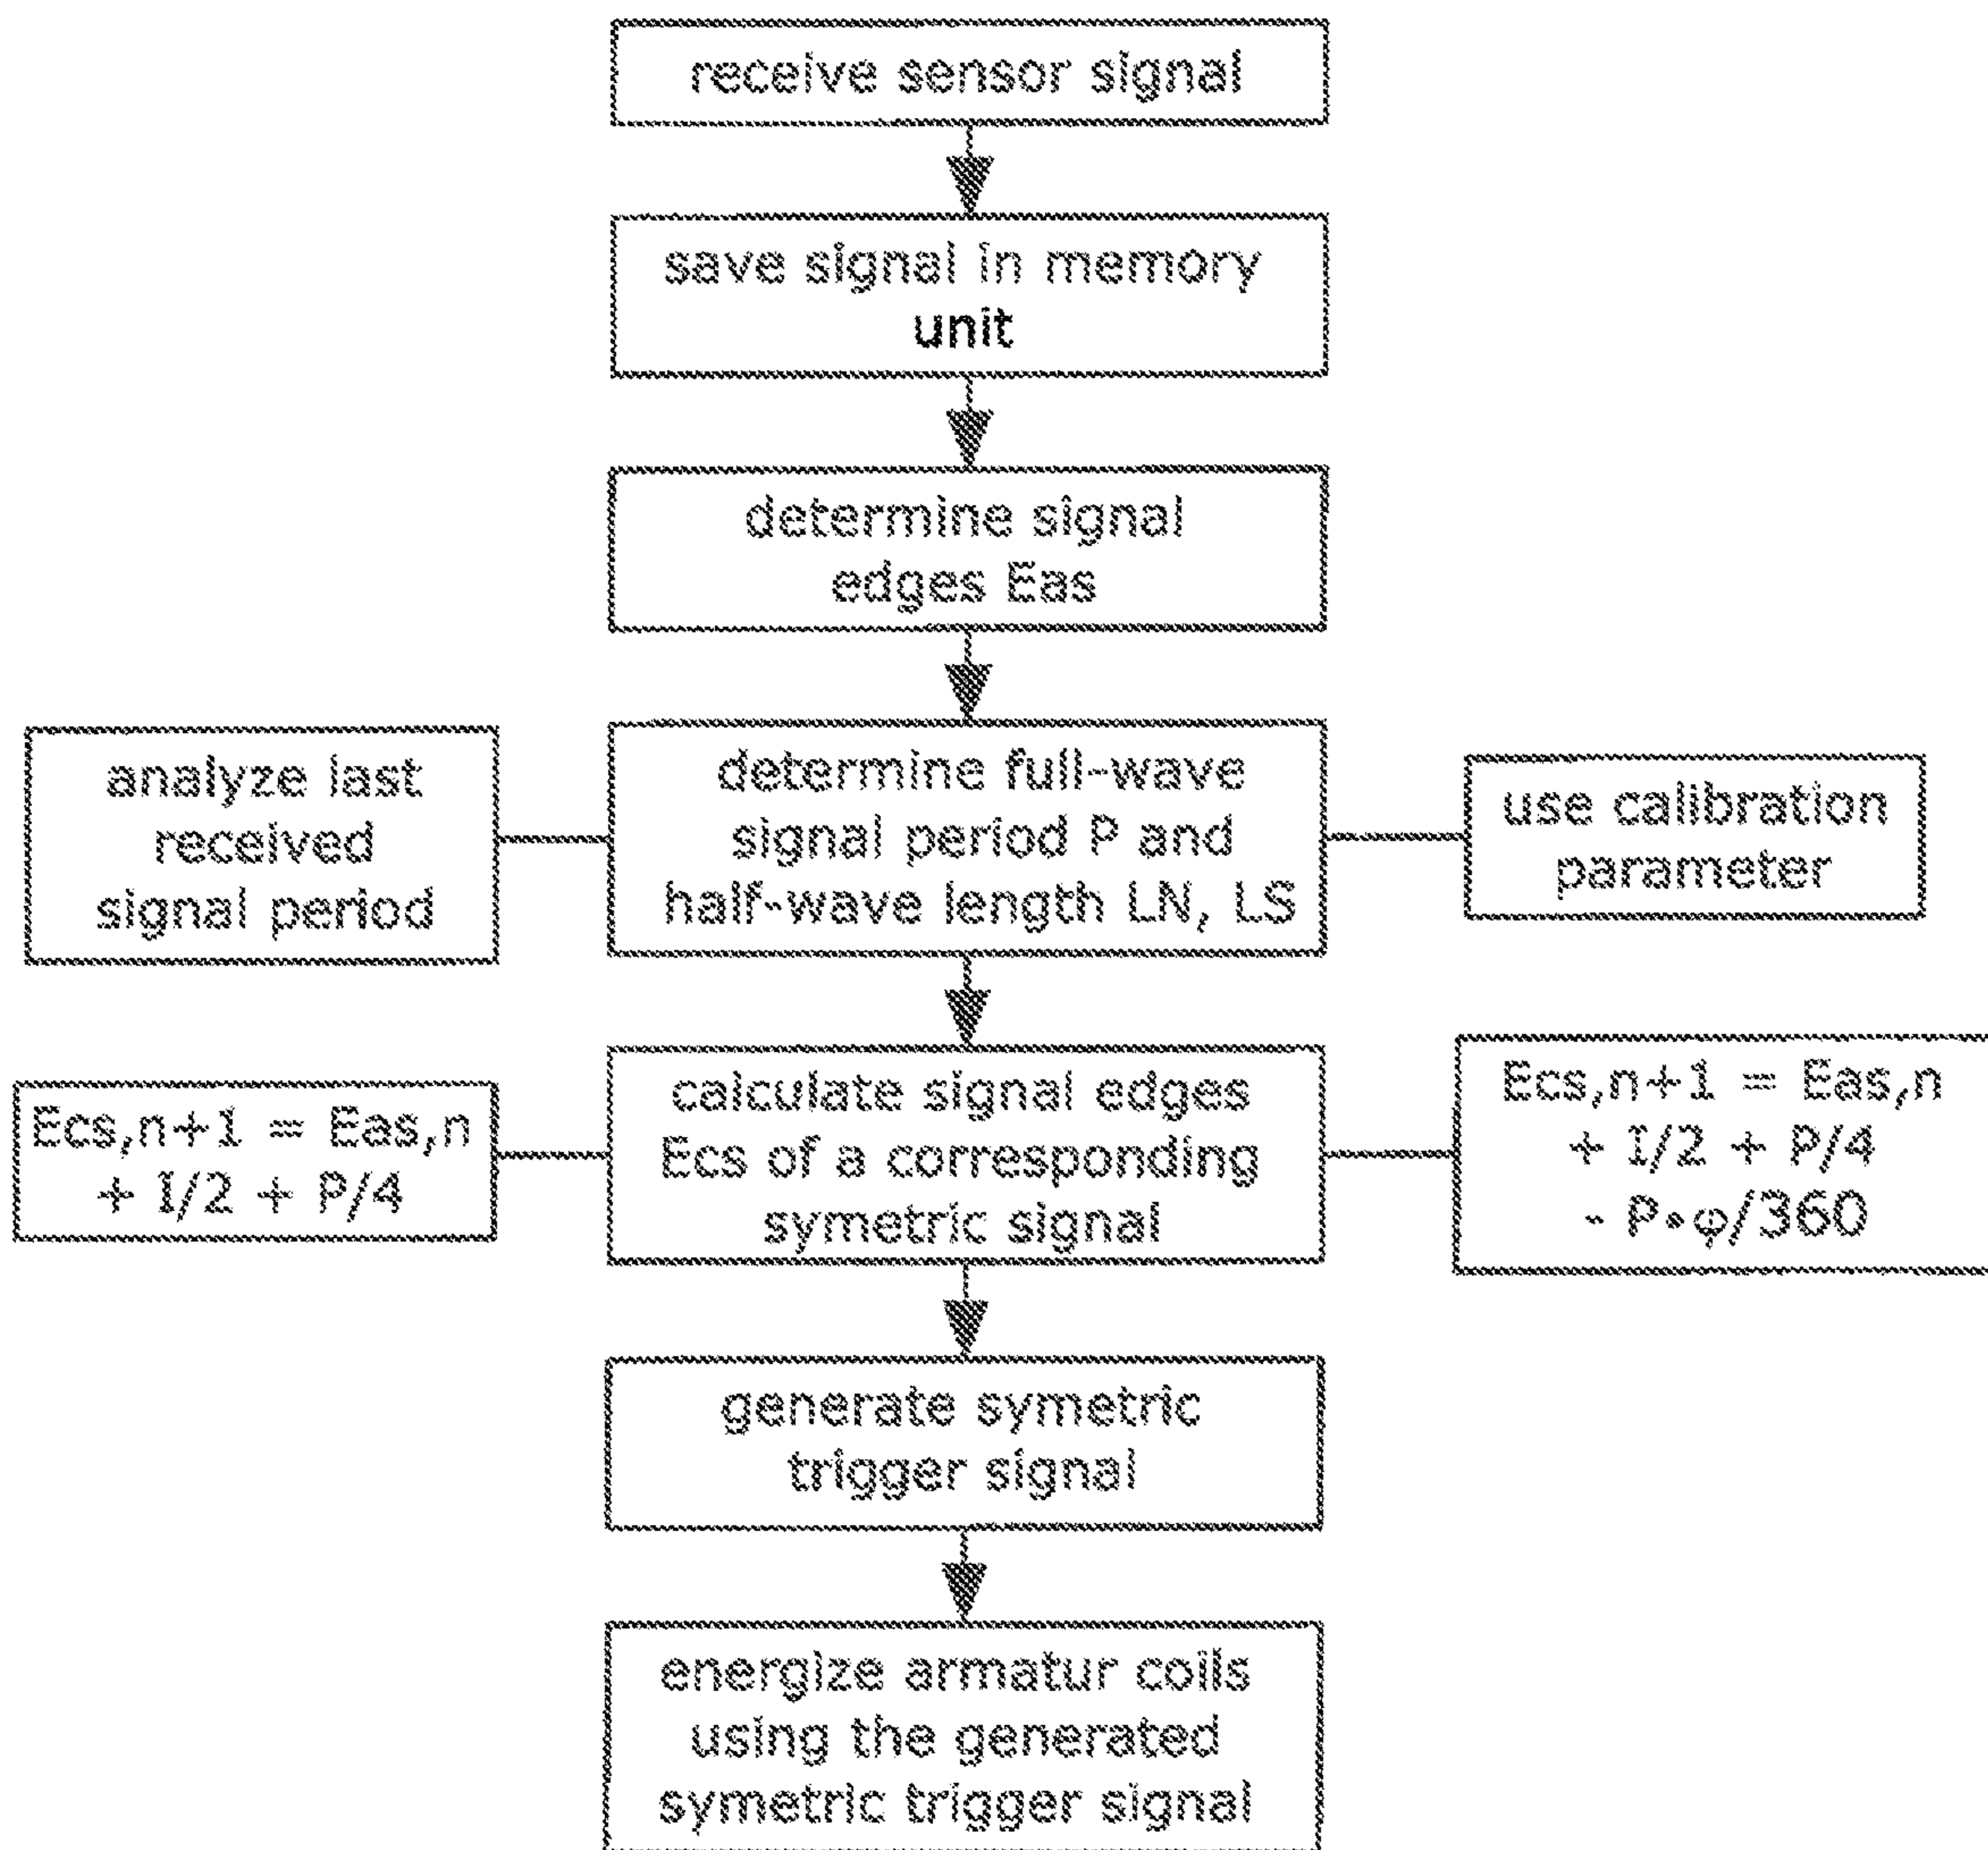 receive sensor signal
save signal in memory
unit
determine signal
edges Eas
analyze last
received
signal period
determine full-wave
signal period P and
half-wave length LN, LS
use calibration
parameter
Ecs,n+1 = Eas,n
+ I/2 + P/4
calculate signal edges
Ecs of a corresponding
symetric signal
Ecs,n+1 = Eas,n
+ I/2 + P/4
- P•φ/360
generate symetric
trigger signal
energize armatur coils
using the generated
symetric trigger signal